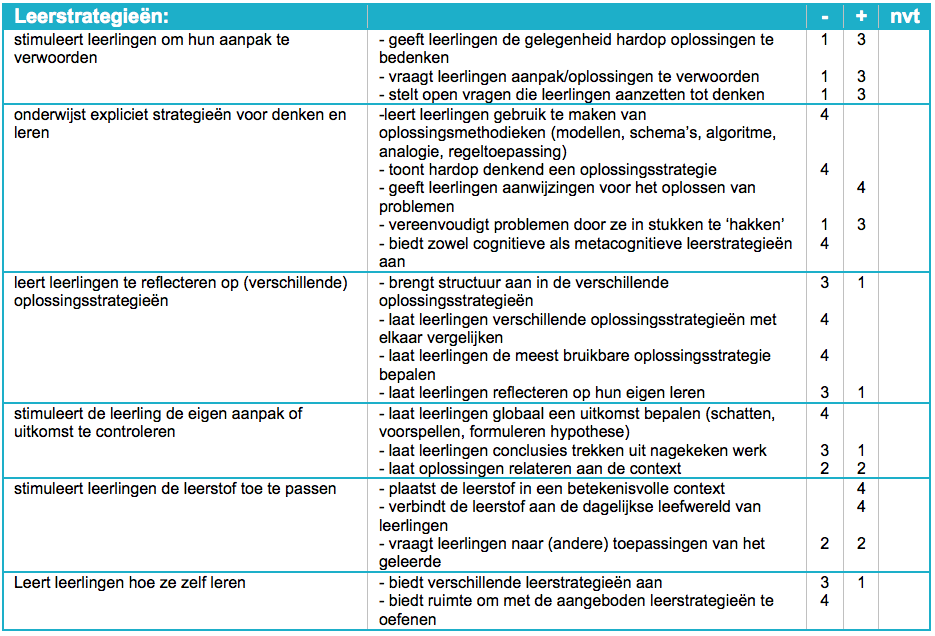 Leerstrategieën: - + nvt
stimuleert leerlingen om hun aanpak te - geeft leerlingen de gelegenheid hardop oplossingen te 1 3
verwoorden bedenken
- vraagt leerlingen aanpak/oplossingen te verwoorden 1 3
- stelt open vragen die leerlingen aanzetten tot denken 1 3
onderwijst expliciet strategieën voor denken en -leert leerlingen gebruik te maken van 4
leren oplossingsmethodieken (modellen, schema's, algoritme,
analogie, regeltoepassing)
- toont hardop denkend een oplossingsstrategie 4
- geeft leerlingen aanwijzingen voor het oplossen van 4
problemen
- vereenvoudigt problemen door ze in stukken te ‘hakken’ 1 3
- biedt zowel cognitieve als metacognitieve leerstrategieën 4
aan
leert leerlingen te reflecteren op (verschillende) - brengt structuur aan in de verschillende 3 1
oplossingsstrategieën oplossingsstrategieën
- laat leerlingen verschillende oplossingsstrategieën met 4
elkaar vergelijken
- laat leerlingen de meest bruikbare oplossingsstrategie 4
bepalen
- laat leerlingen reflecteren op hun eigen leren 3 1
stimuleert de leerling de eigen aanpak of - laat leerlingen globaal een uitkomst bepalen (schatten, 4
uitkomst te controleren voorspellen, formuleren hypothese)
- laat leerlingen conclusies trekken uit nagekeken werk 3 1
- laat oplossingen relateren aan de context 2 2
stimuleert leerlingen de leerstof toe te passen - plaatst de leerstof in een betekenisvolle context 4
- verbindt de leerstof aan de dagelijkse leefwereld van 4
leerlingen
- vraagt leerlingen naar (andere) toepassingen van het 2 2
geleerde
Leert leerlingen hoe ze zelf leren - biedt verschillende leerstrategieën aan 3 1
- biedt ruimte om met de aangeboden leerstrategieën te 4
oefenen